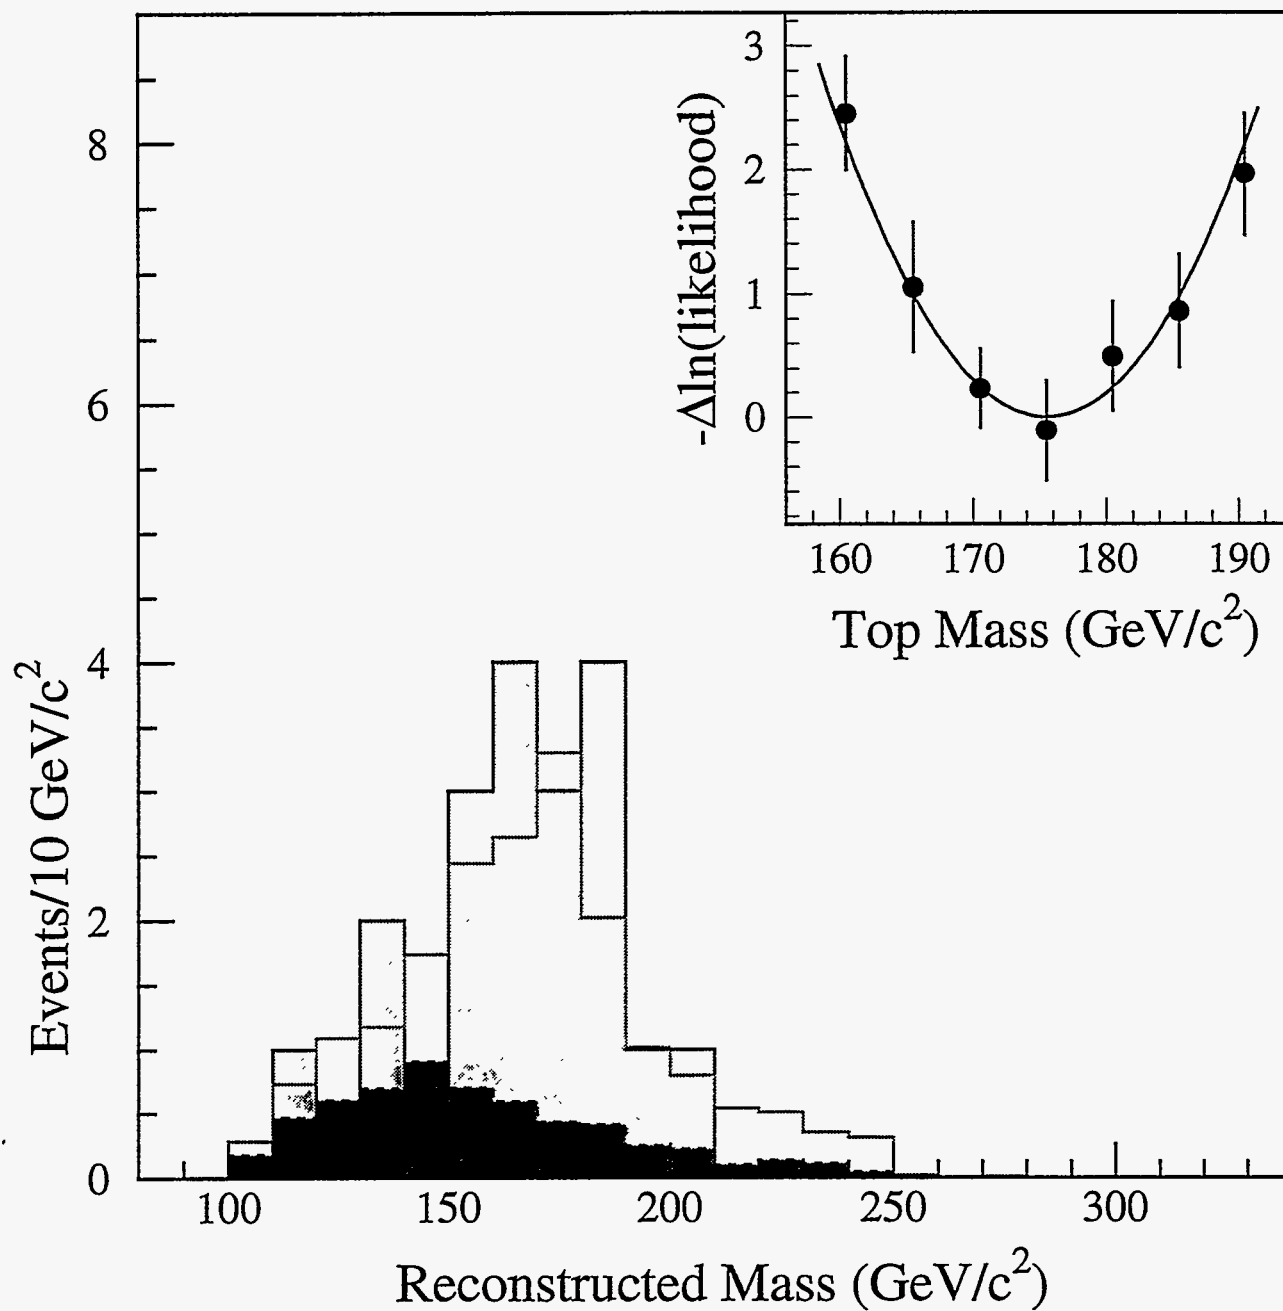 8
6
4
2
0
Events/10 GeV/c²
100 150 200 250 300
Reconstructed Mass (GeV/c²)
3
2
1
0
-Δln(likelihood)
160 170 180 190
Top Mass (GeV/c²)